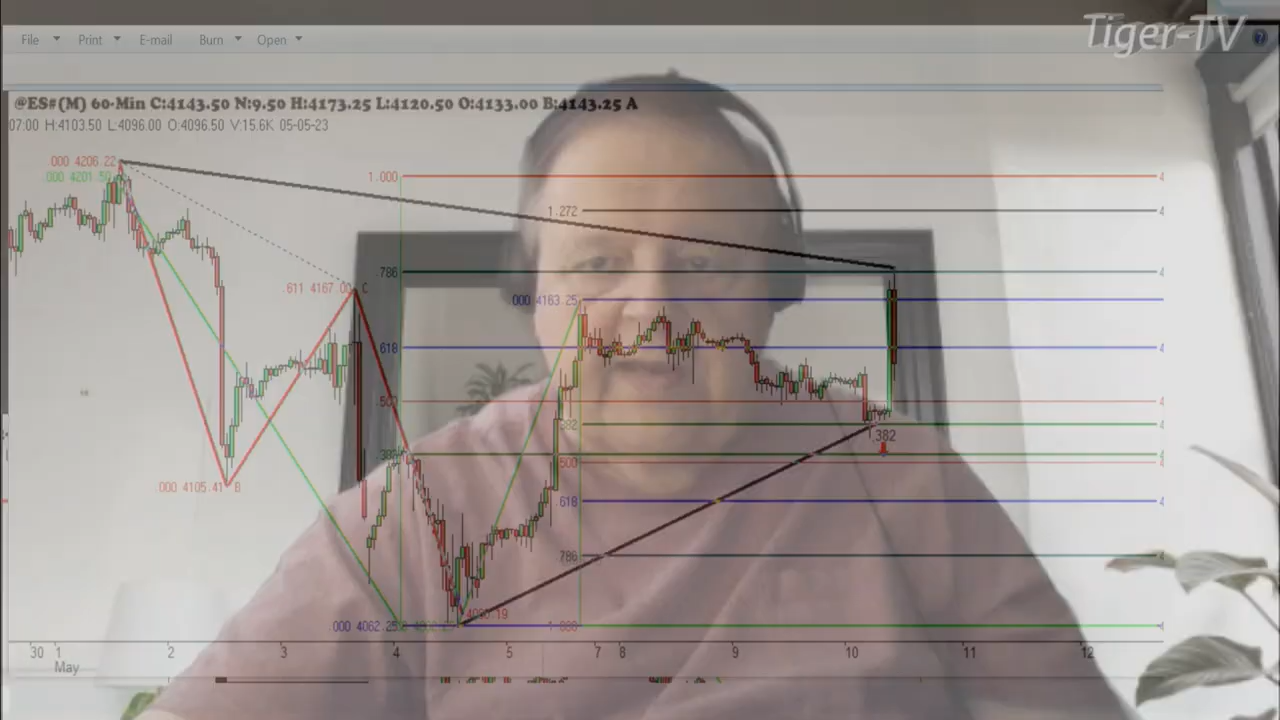 Tiger-TV
File Print E-mail Burn Open
@ES#(M) 60-Min C:4143.50 N:9.50 H:4173.25 L:4120.50 O:4133.00 B:4143.25 A
07:00 H:4103.50 L:4096.00 O:4096.50 V:15.6K 05-05-23
000 4206.22
000 4201.50
1.000
1.272
.786
.611 4167.00 C
000 4163.25
618
500
382
.382
500
.000 4105.41 B
618
786
000 4062.25
1.000
30 1 2 3 4 5 7 8 9 10 11 12
May